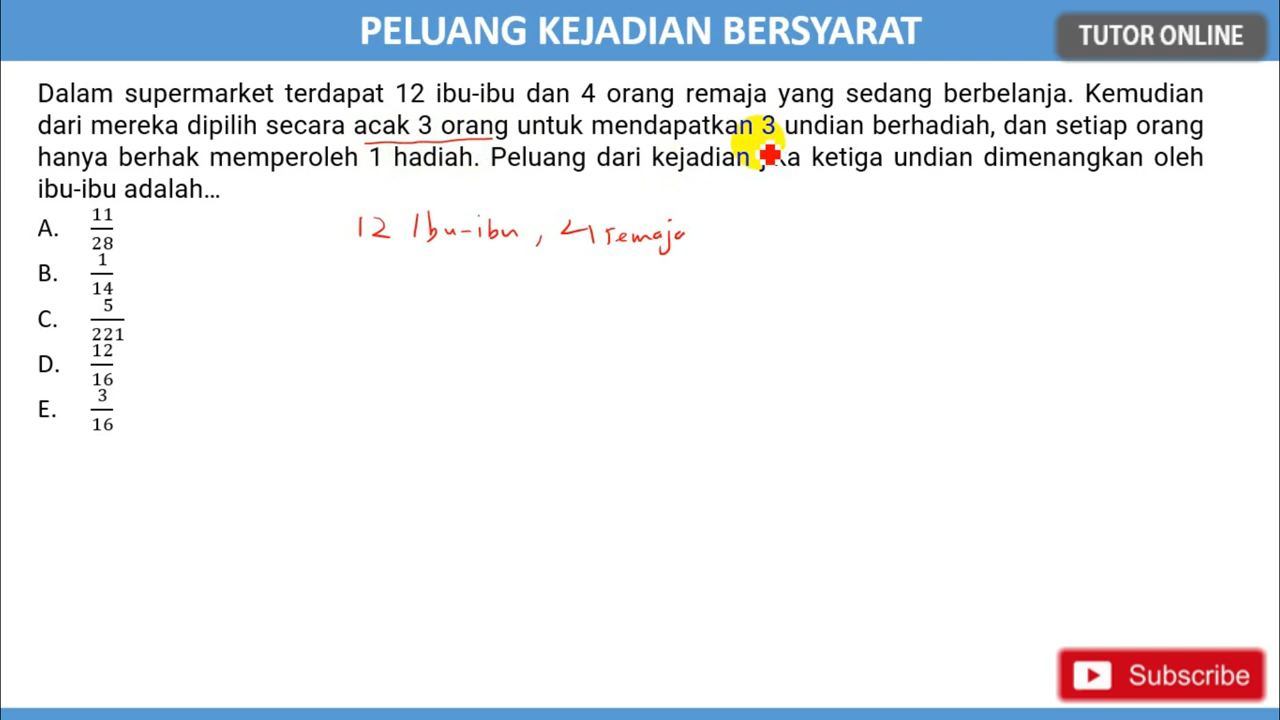 PELUANG KEJADIAN BERSYARAT
TUTOR ONLINE
Dalam supermarket terdapat 12 ibu-ibu dan 4 orang remaja yang sedang berbelanja. Kemudian
dari mereka dipilih secara acak 3 orang untuk mendapatkan 3 undian berhadiah, dan setiap orang
hanya berhak memperoleh 1 hadiah. Peluang dari kejadian ketiga undian dimenangkan oleh
ibu-ibu adalah...
12 Ibu-ibu, 4 remaja
A. 11/28
B. 1/14
C. 5/221
D. 12/16
E. 3/16
Subscribe